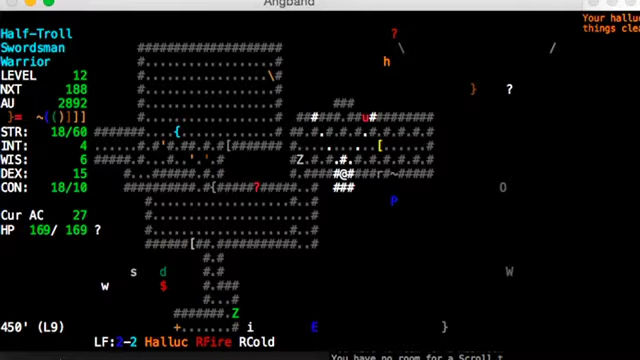 Angband
Your halluc
things clea
Half-Troll
Swordsman
Warrior
LEVEL 12
NXT 188
AU 2892
}= ~(()]]]
STR: 18/60
INT: 4
WIS: 6
DEX: 15
CON: 18/10
Cur AC 27
HP 169/ 169
450' (L9)
LF:2-2 Halluc RFire RCold
You have no room for a Scroll t